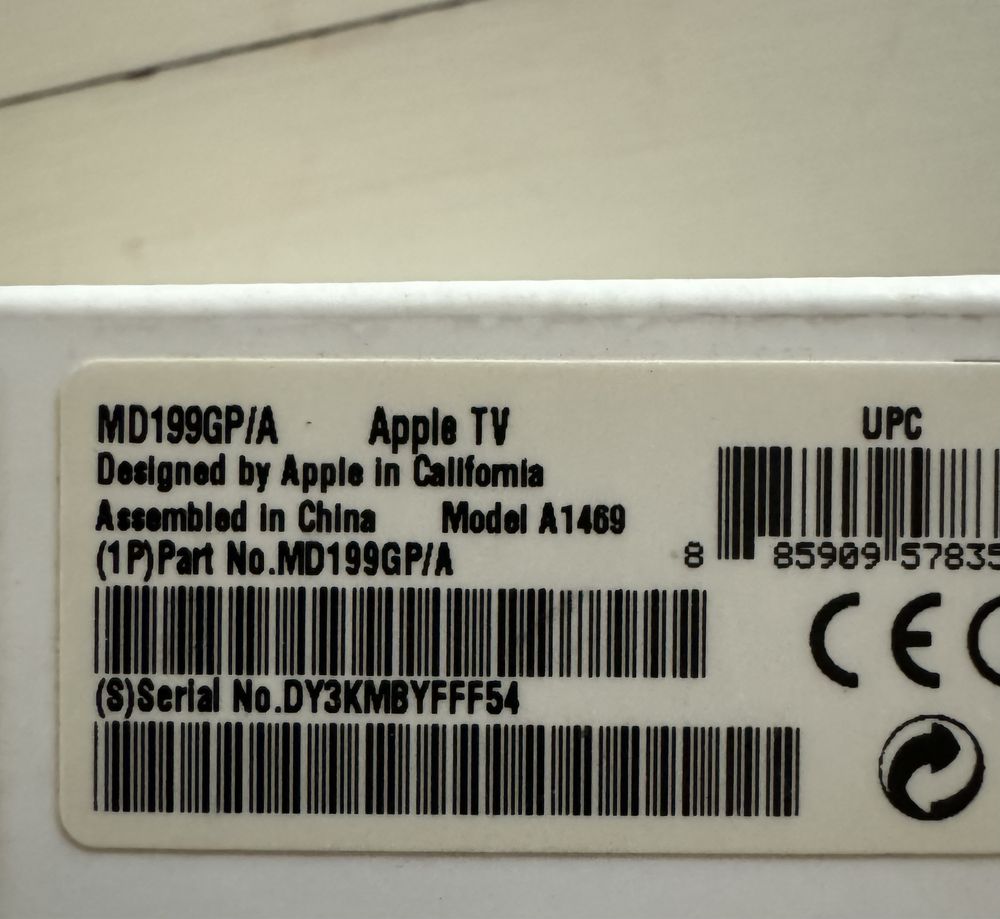 MD199GP/A Apple TV
UPC
Designed by Apple in California
Assembled in China Model A1469
(1P)Part No.MD199GP/A
8 85909 57835
(S)Serial No.DY3KMBYFFF54
CE